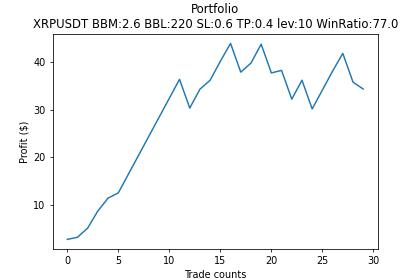 Portfolio
XRPUSDT BBM:2.6 BBL:220 SL:0.6 TP:0.4 lev:10 WinRatio:77.0
40
30
20
10
Profit ($)
0 5 10 15 20 25 30
Trade counts